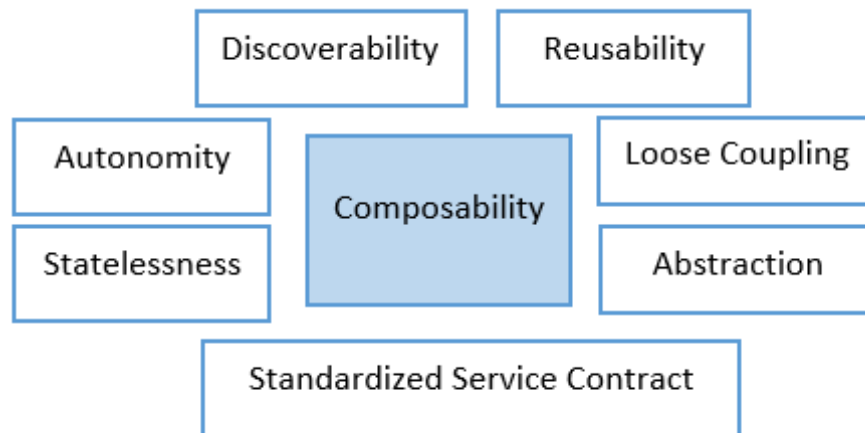 Discoverability
Reusability
Autonomity
Loose Coupling
Composability
Statelessness
Abstraction
Standardized Service Contract